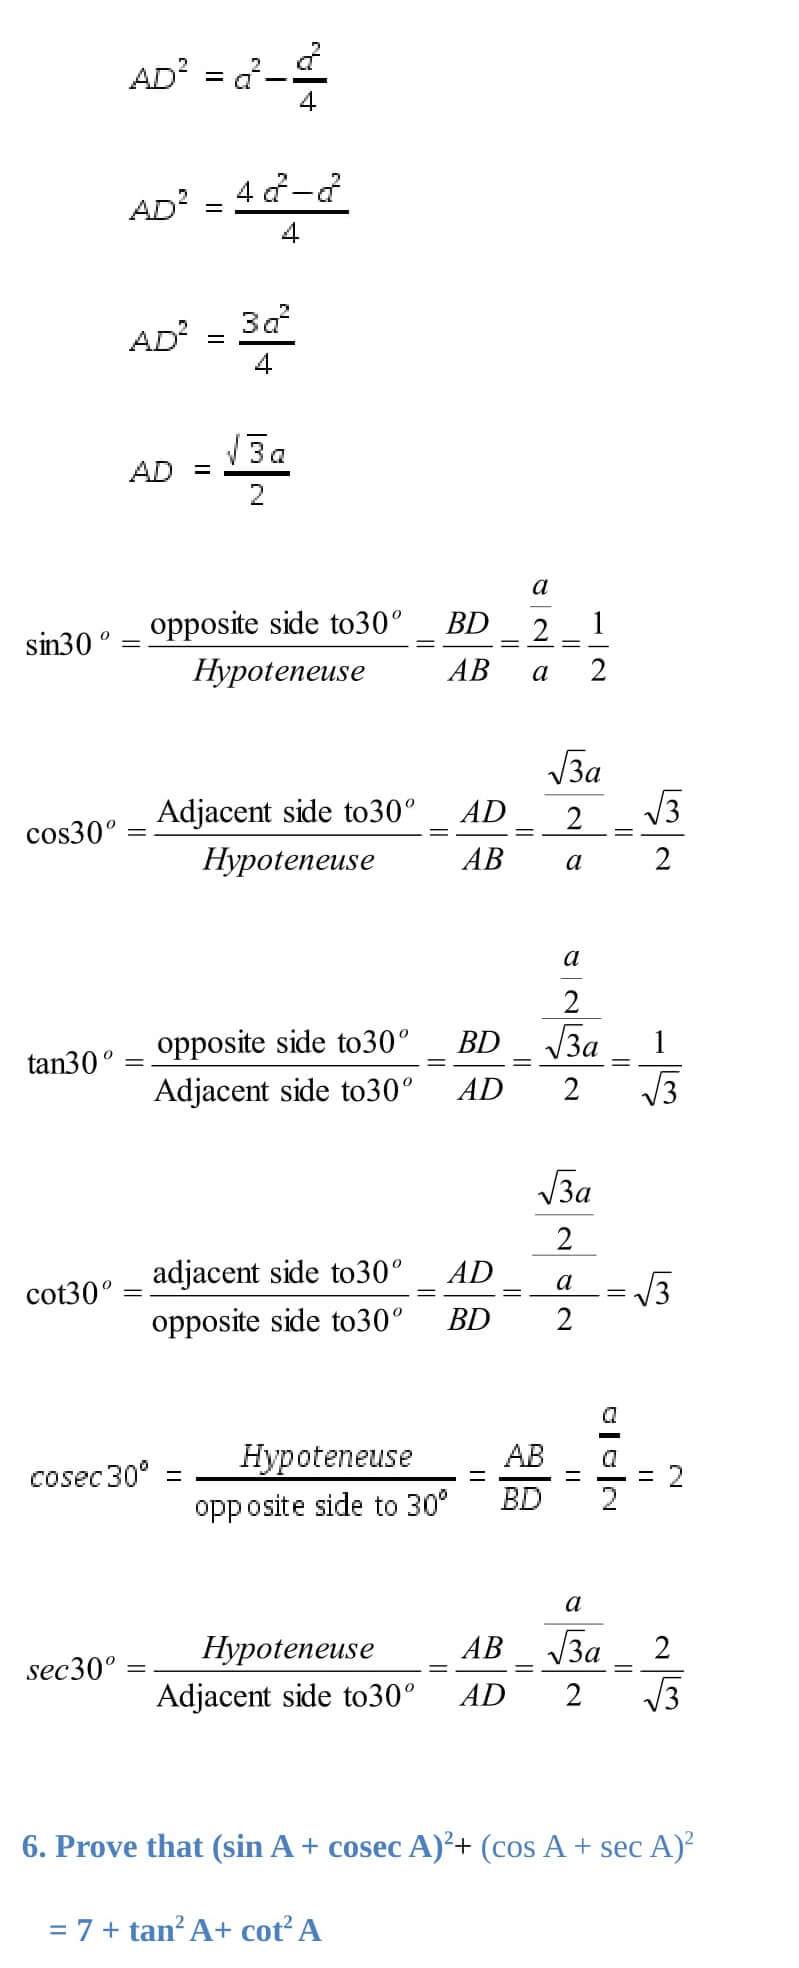 AD² = a² − a²/4
AD² = (4a² − a²)/4
AD² = 3a²/4
AD = √3a/2
sin30° = opposite side to30°/Hypoteneuse = BD/AB = (a/2)/a = 1/2
cos30° = Adjacent side to30°/Hypoteneuse = AD/AB = (√3a/2)/a = √3/2
tan30° = opposite side to30°/Adjacent side to30° = BD/AD = (a/2)/(√3a/2) = 1/√3
cot30° = adjacent side to30°/opposite side to30° = AD/BD = (√3a/2)/(a/2) = √3
cosec30° = Hypoteneuse/opposite side to 30° = AB/BD = a/(a/2) = 2
sec30° = Hypoteneuse/Adjacent side to30° = AB/AD = a/(√3a/2) = 2/√3
6. Prove that (sin A + cosec A)²+ (cos A + sec A)²
= 7 + tan² A+ cot² A